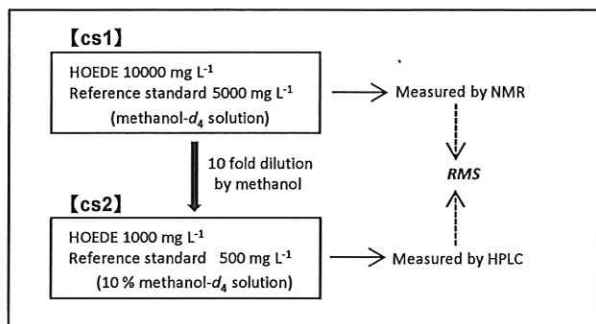 【cs1】
HOEDE 10000 mg L⁻¹
Reference standard 5000 mg L⁻¹
(methanol-d₄ solution)
Measured by NMR
10 fold dilution
by methanol
RMS
【cs2】
HOEDE 1000 mg L⁻¹
Reference standard 500 mg L⁻¹
(10 % methanol-d₄ solution)
Measured by HPLC